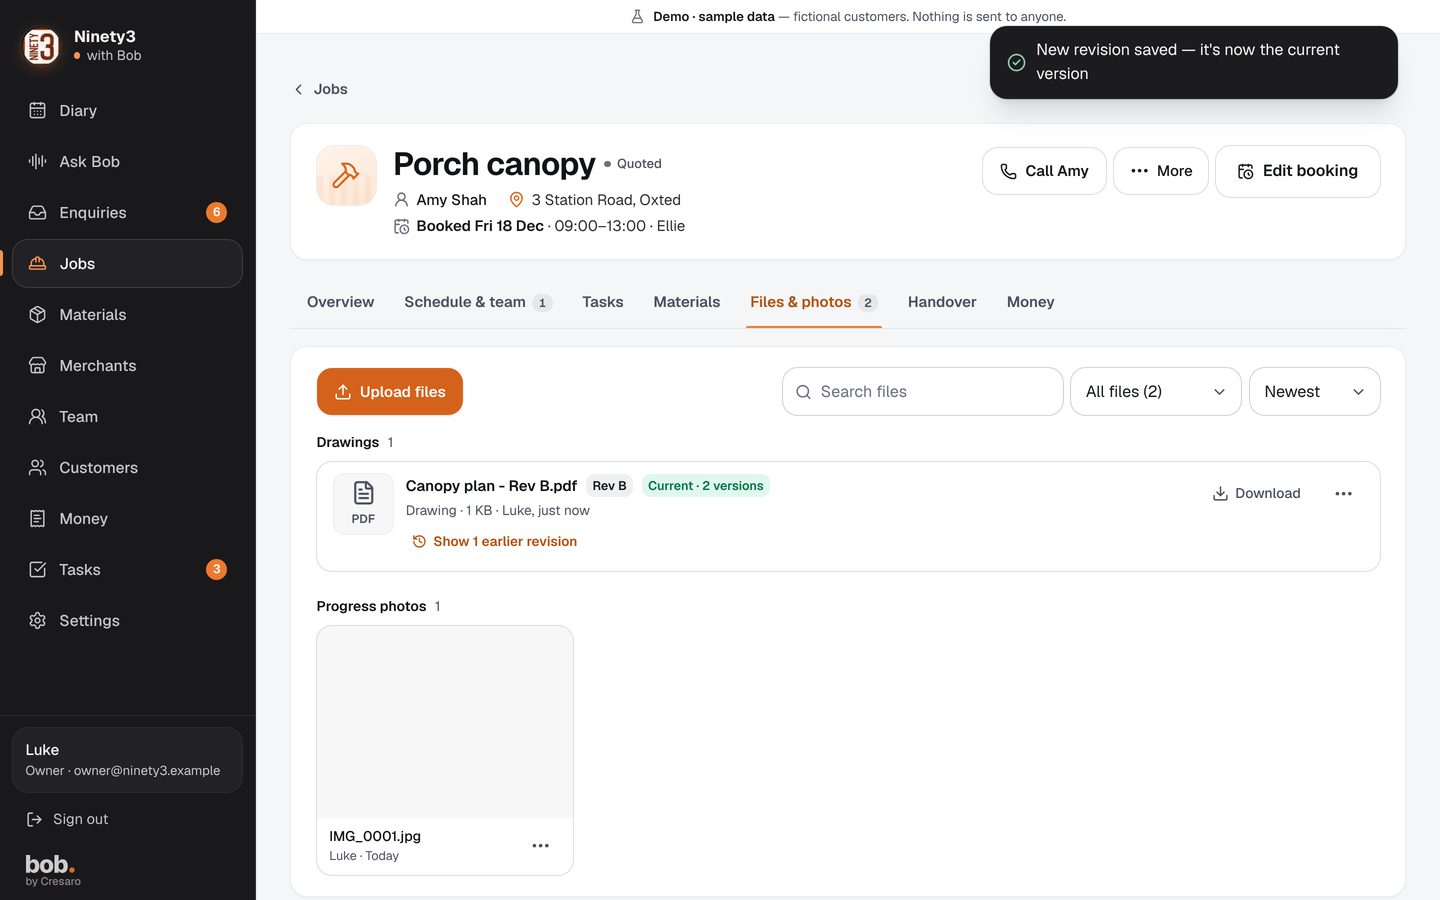 NINETY 3
Ninety3
with Bob
Diary
Ask Bob
Enquiries 6
Jobs
Materials
Merchants
Team
Customers
Money
Tasks 3
Settings
Luke
Owner · owner@ninety3.example
Sign out
bob.
by Cresaro
Demo · sample data — fictional customers. Nothing is sent to anyone.
New revision saved — it's now the current
version
Jobs
Porch canopy Quoted
Amy Shah 3 Station Road, Oxted
Booked Fri 18 Dec · 09:00–13:00 · Ellie
Call Amy More Edit booking
Overview Schedule & team 1 Tasks Materials Files & photos 2 Handover Money
Upload files Search files All files (2) Newest
Drawings 1
PDF
Canopy plan - Rev B.pdf Rev B Current · 2 versions
Drawing · 1 KB · Luke, just now
Show 1 earlier revision
Download
Progress photos 1
IMG_0001.jpg
Luke · Today